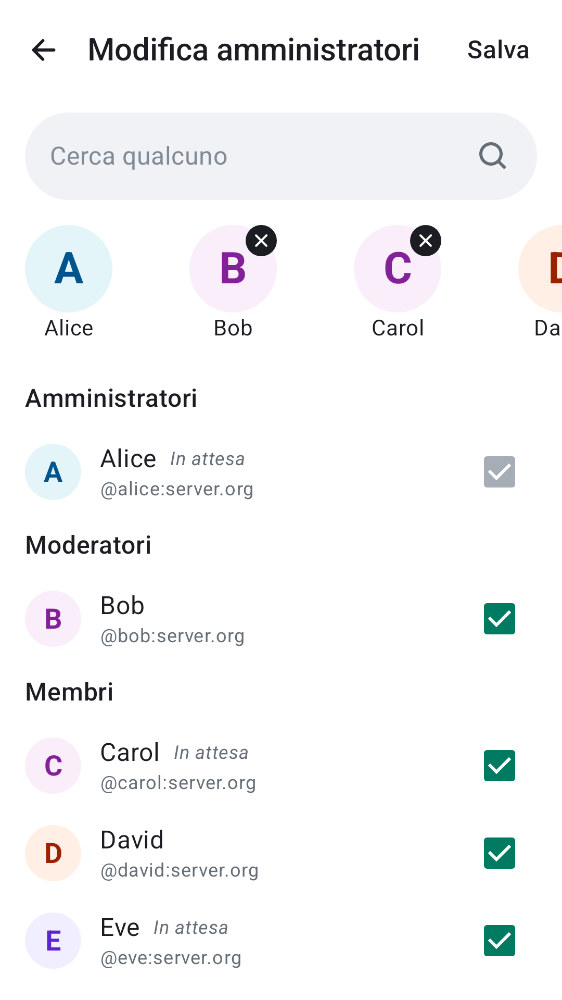 Modifica amministratori Salva
Cerca qualcuno
A B C D
Alice Bob Carol Da
Amministratori
A Alice In attesa
@alice:server.org
Moderatori
B Bob
@bob:server.org
Membri
C Carol In attesa
@carol:server.org
D David
@david:server.org
E Eve In attesa
@eve:server.org